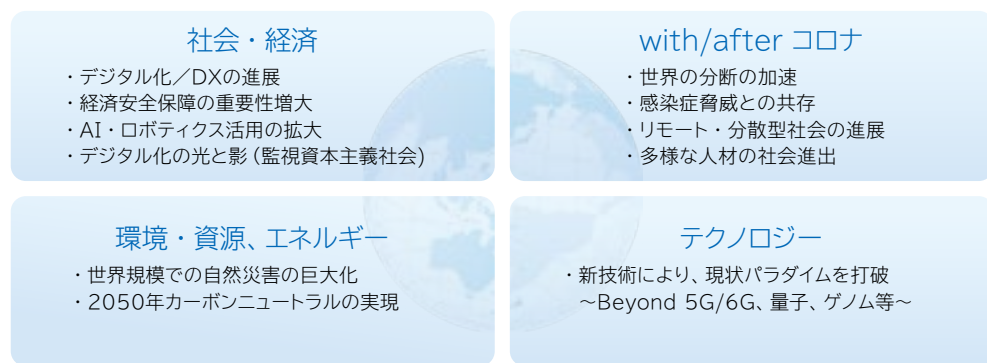 社会・経済
・デジタル化／DXの進展
・経済安全保障の重要性増大
・AI・ロボティクス活用の拡大
・デジタル化の光と影（監視資本主義社会）
with/after コロナ
・世界の分断の加速
・感染症脅威との共存
・リモート・分散型社会の進展
・多様な人材の社会進出
環境・資源、エネルギー
・世界規模での自然災害の巨大化
・2050年カーボンニュートラルの実現
テクノロジー
・新技術により、現状パラダイムを打破
～Beyond 5G/6G、量子、ゲノム等～